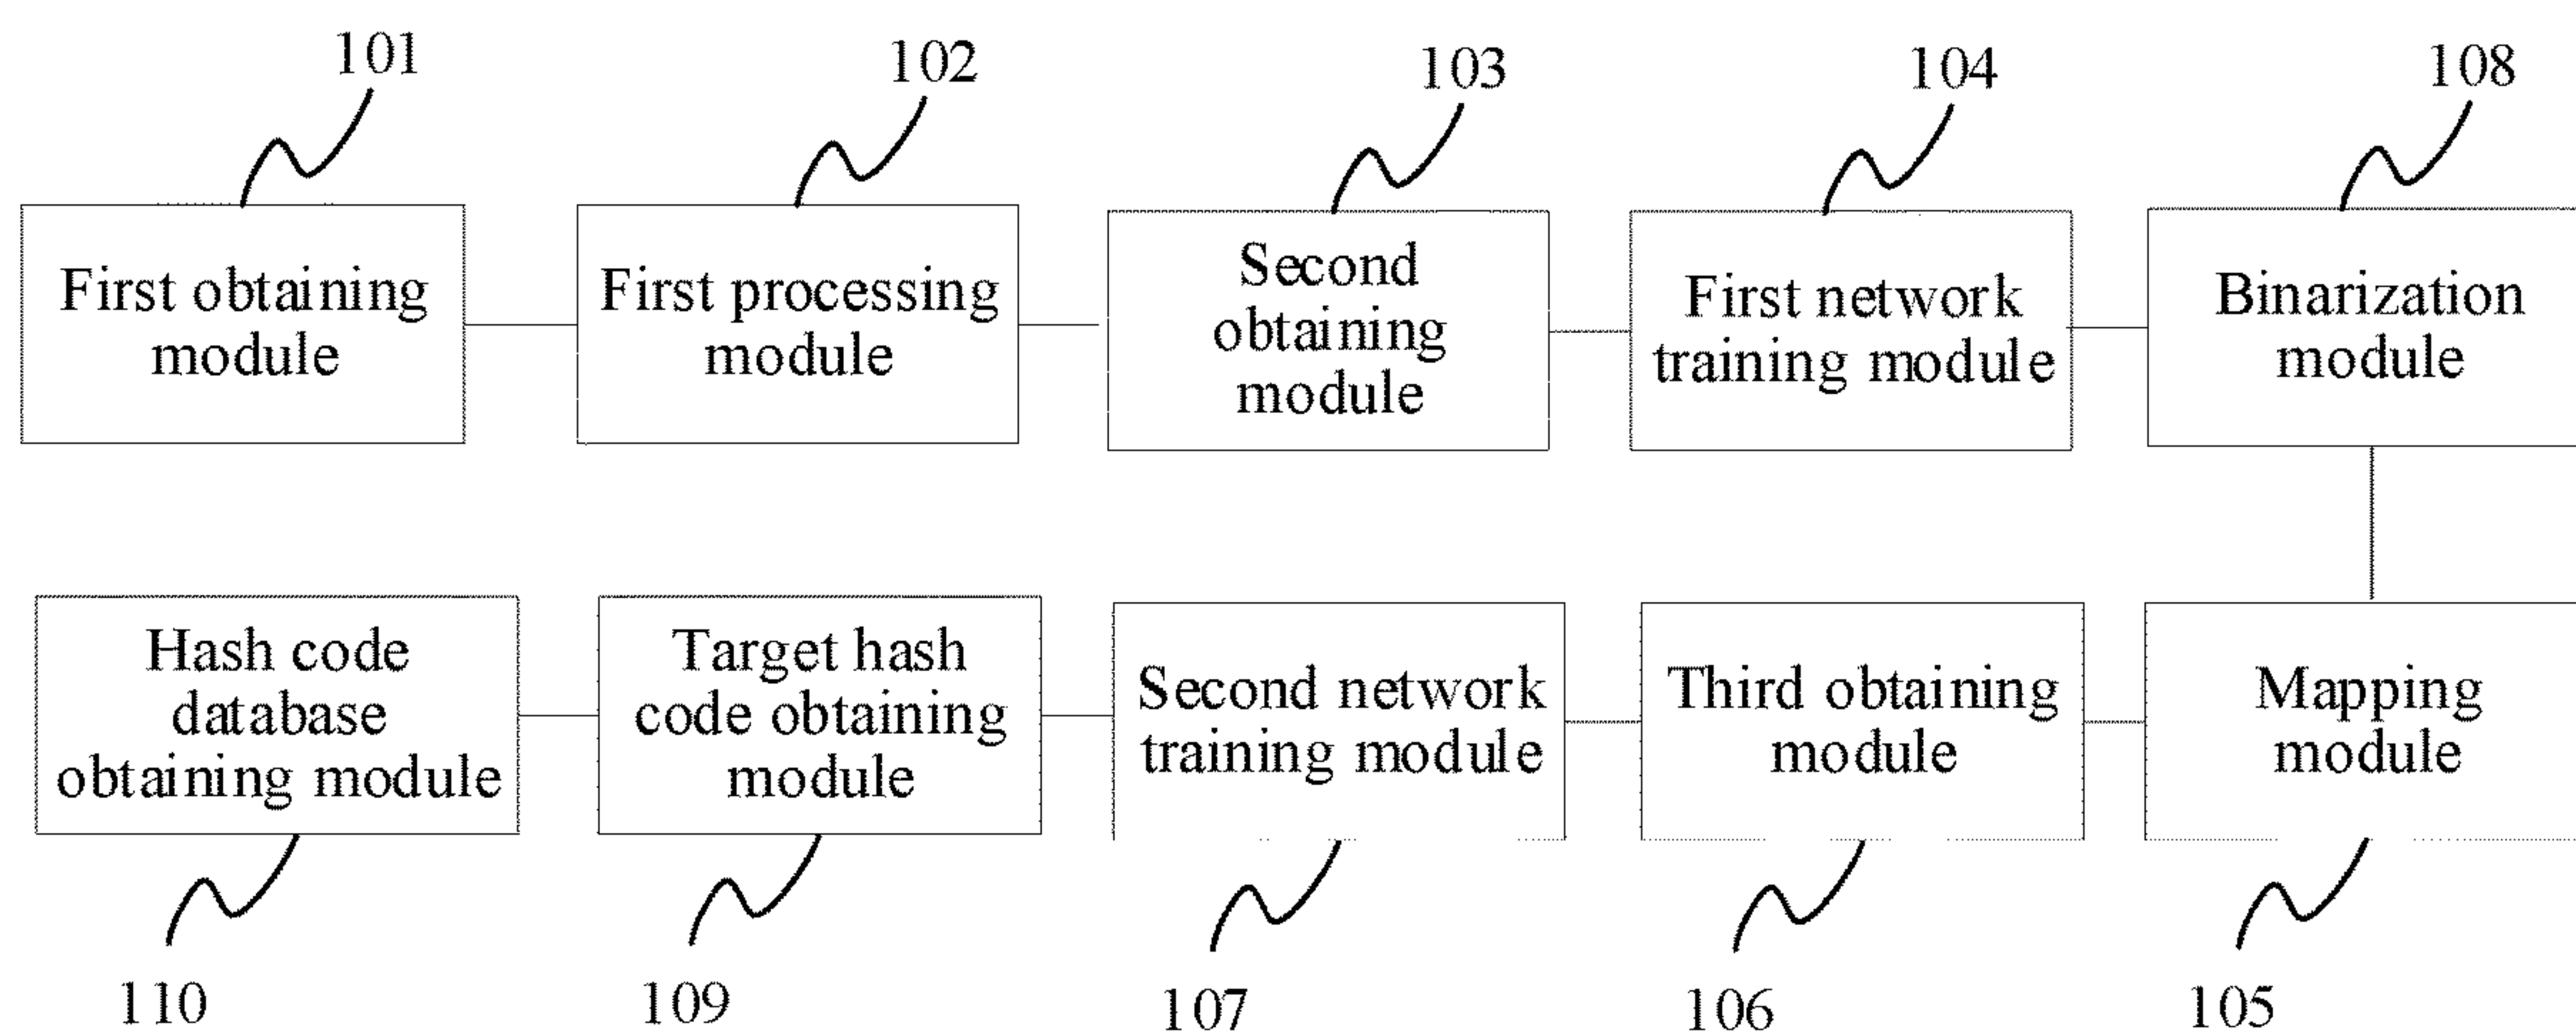 101
102
103
104
108
First obtaining
module
First processing
module
Second
obtaining
module
First network
training module
Binarization
module
Hash code
database
obtaining module
Target hash
code obtaining
module
Second network
training module
Third obtaining
module
Mapping
module
110
109
107
106
105